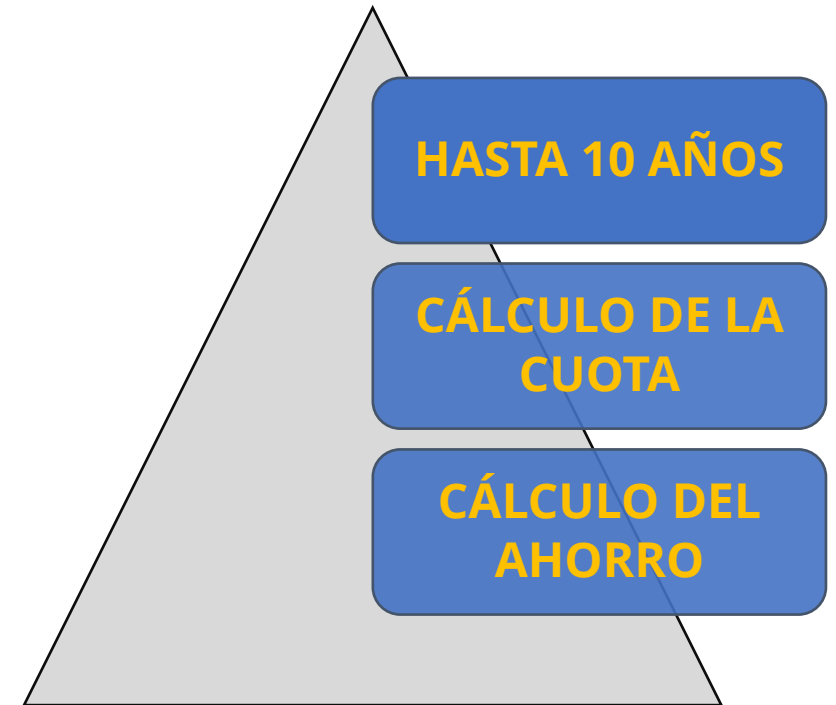 HASTA 10 AÑOS
CÁLCULO DE LA
CUOTA
CÁLCULO DEL
AHORRO